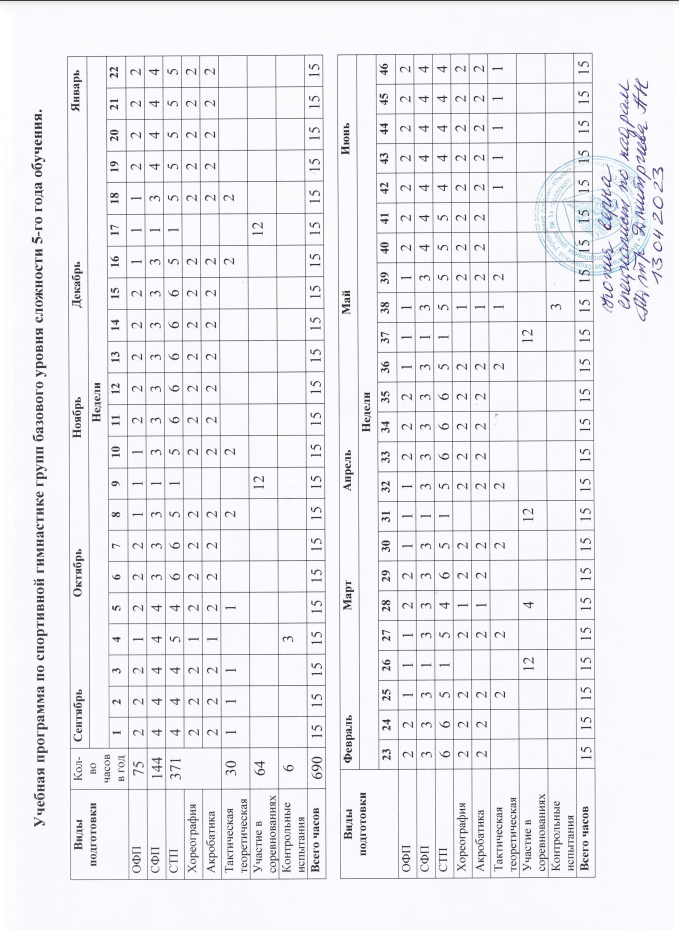 Учебная программа по спортивной гимнастике групп базового уровня сложности 5-го года обучения.
Виды подготовки Кол-во часов в год Сентябрь Октябрь Ноябрь Декабрь Январь
Недели
1 2 3 4 5 6 7 8 9 10 11 12 13 14 15 16 17 18 19 20 21 22
ОФП 75 2 2 2 1 2 2 2 1 1 1 2 2 2 2 2 1 1 1 2 2 2 2
СФП 144 4 4 4 4 4 3 3 3 1 3 3 3 3 3 3 3 1 3 4 4 4 4
СТП 371 4 4 4 5 4 6 6 5 1 5 6 6 6 6 6 5 1 5 5 5 5 5
Хореография 2 2 2 1 2 2 2 2 2 2 2 2 2 2 2 2 2 2 2 2
Акробатика 2 2 2 1 2 2 2 2 2 2 2 2 2 2 2 2 2 2 2 2
Тактическая теоретическая 30 1 1 1 1 2 2 2 2
Участие в соревнованиях 64 12 12
Контрольные испытания 6 3
Всего часов 690 15 15 15 15 15 15 15 15 15 15 15 15 15 15 15 15 15 15 15 15 15 15
Виды подготовки Февраль Март Апрель Май Июнь
Недели
23 24 25 26 27 28 29 30 31 32 33 34 35 36 37 38 39 40 41 42 43 44 45 46
ОФП 2 2 1 1 1 2 2 1 1 1 2 2 2 1 1 1 1 2 2 2 2 2 2 2
СФП 3 3 3 1 3 3 3 3 1 3 3 3 3 3 1 3 3 4 4 4 4 4 4 4
СТП 6 6 5 1 5 4 6 5 1 5 6 6 6 5 1 5 5 5 5 4 4 4 4 4
Хореография 2 2 2 2 1 2 2 2 2 2 2 2 1 2 2 2 2 2 2 2 2
Акробатика 2 2 2 2 1 2 2 2 2 2 2 2 1 2 2 2 2 2 2 2 2
Тактическая теоретическая 2 2 2 2 2 1 2 1 1 1 1 1
Участие в соревнованиях 12 4 12 12
Контрольные испытания 3
Всего часов 15 15 15 15 15 15 15 15 15 15 15 15 15 15 15 15 15 15 15 15 15 15 15 15
копия верна
специалист по кадрам
Дмитриева АН
13 04 2023